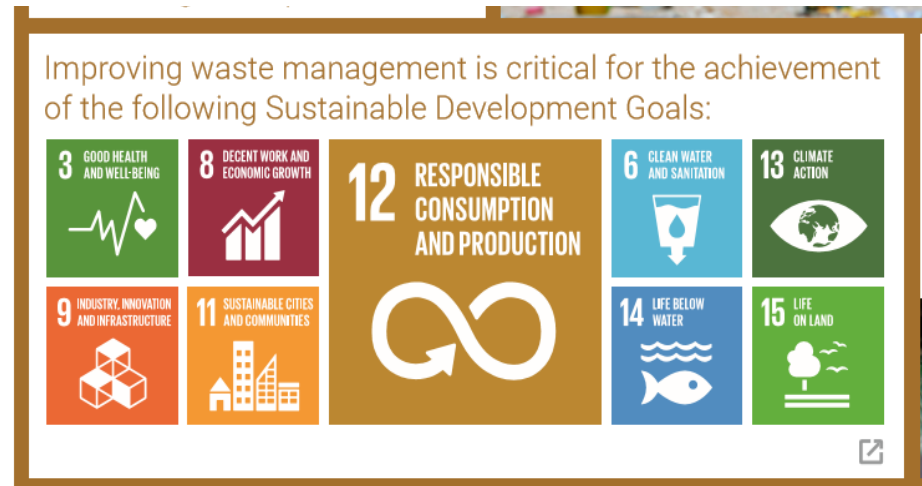 Improving waste management is critical for the achievement
of the following Sustainable Development Goals:
3 GOOD HEALTH
AND WELL-BEING
8 DECENT WORK AND
ECONOMIC GROWTH
12 RESPONSIBLE
CONSUMPTION
AND PRODUCTION
6 CLEAN WATER
AND SANITATION
13 CLIMATE
ACTION
9 INDUSTRY, INNOVATION
AND INFRASTRUCTURE
11 SUSTAINABLE CITIES
AND COMMUNITIES
14 LIFE BELOW
WATER
15 LIFE
ON LAND